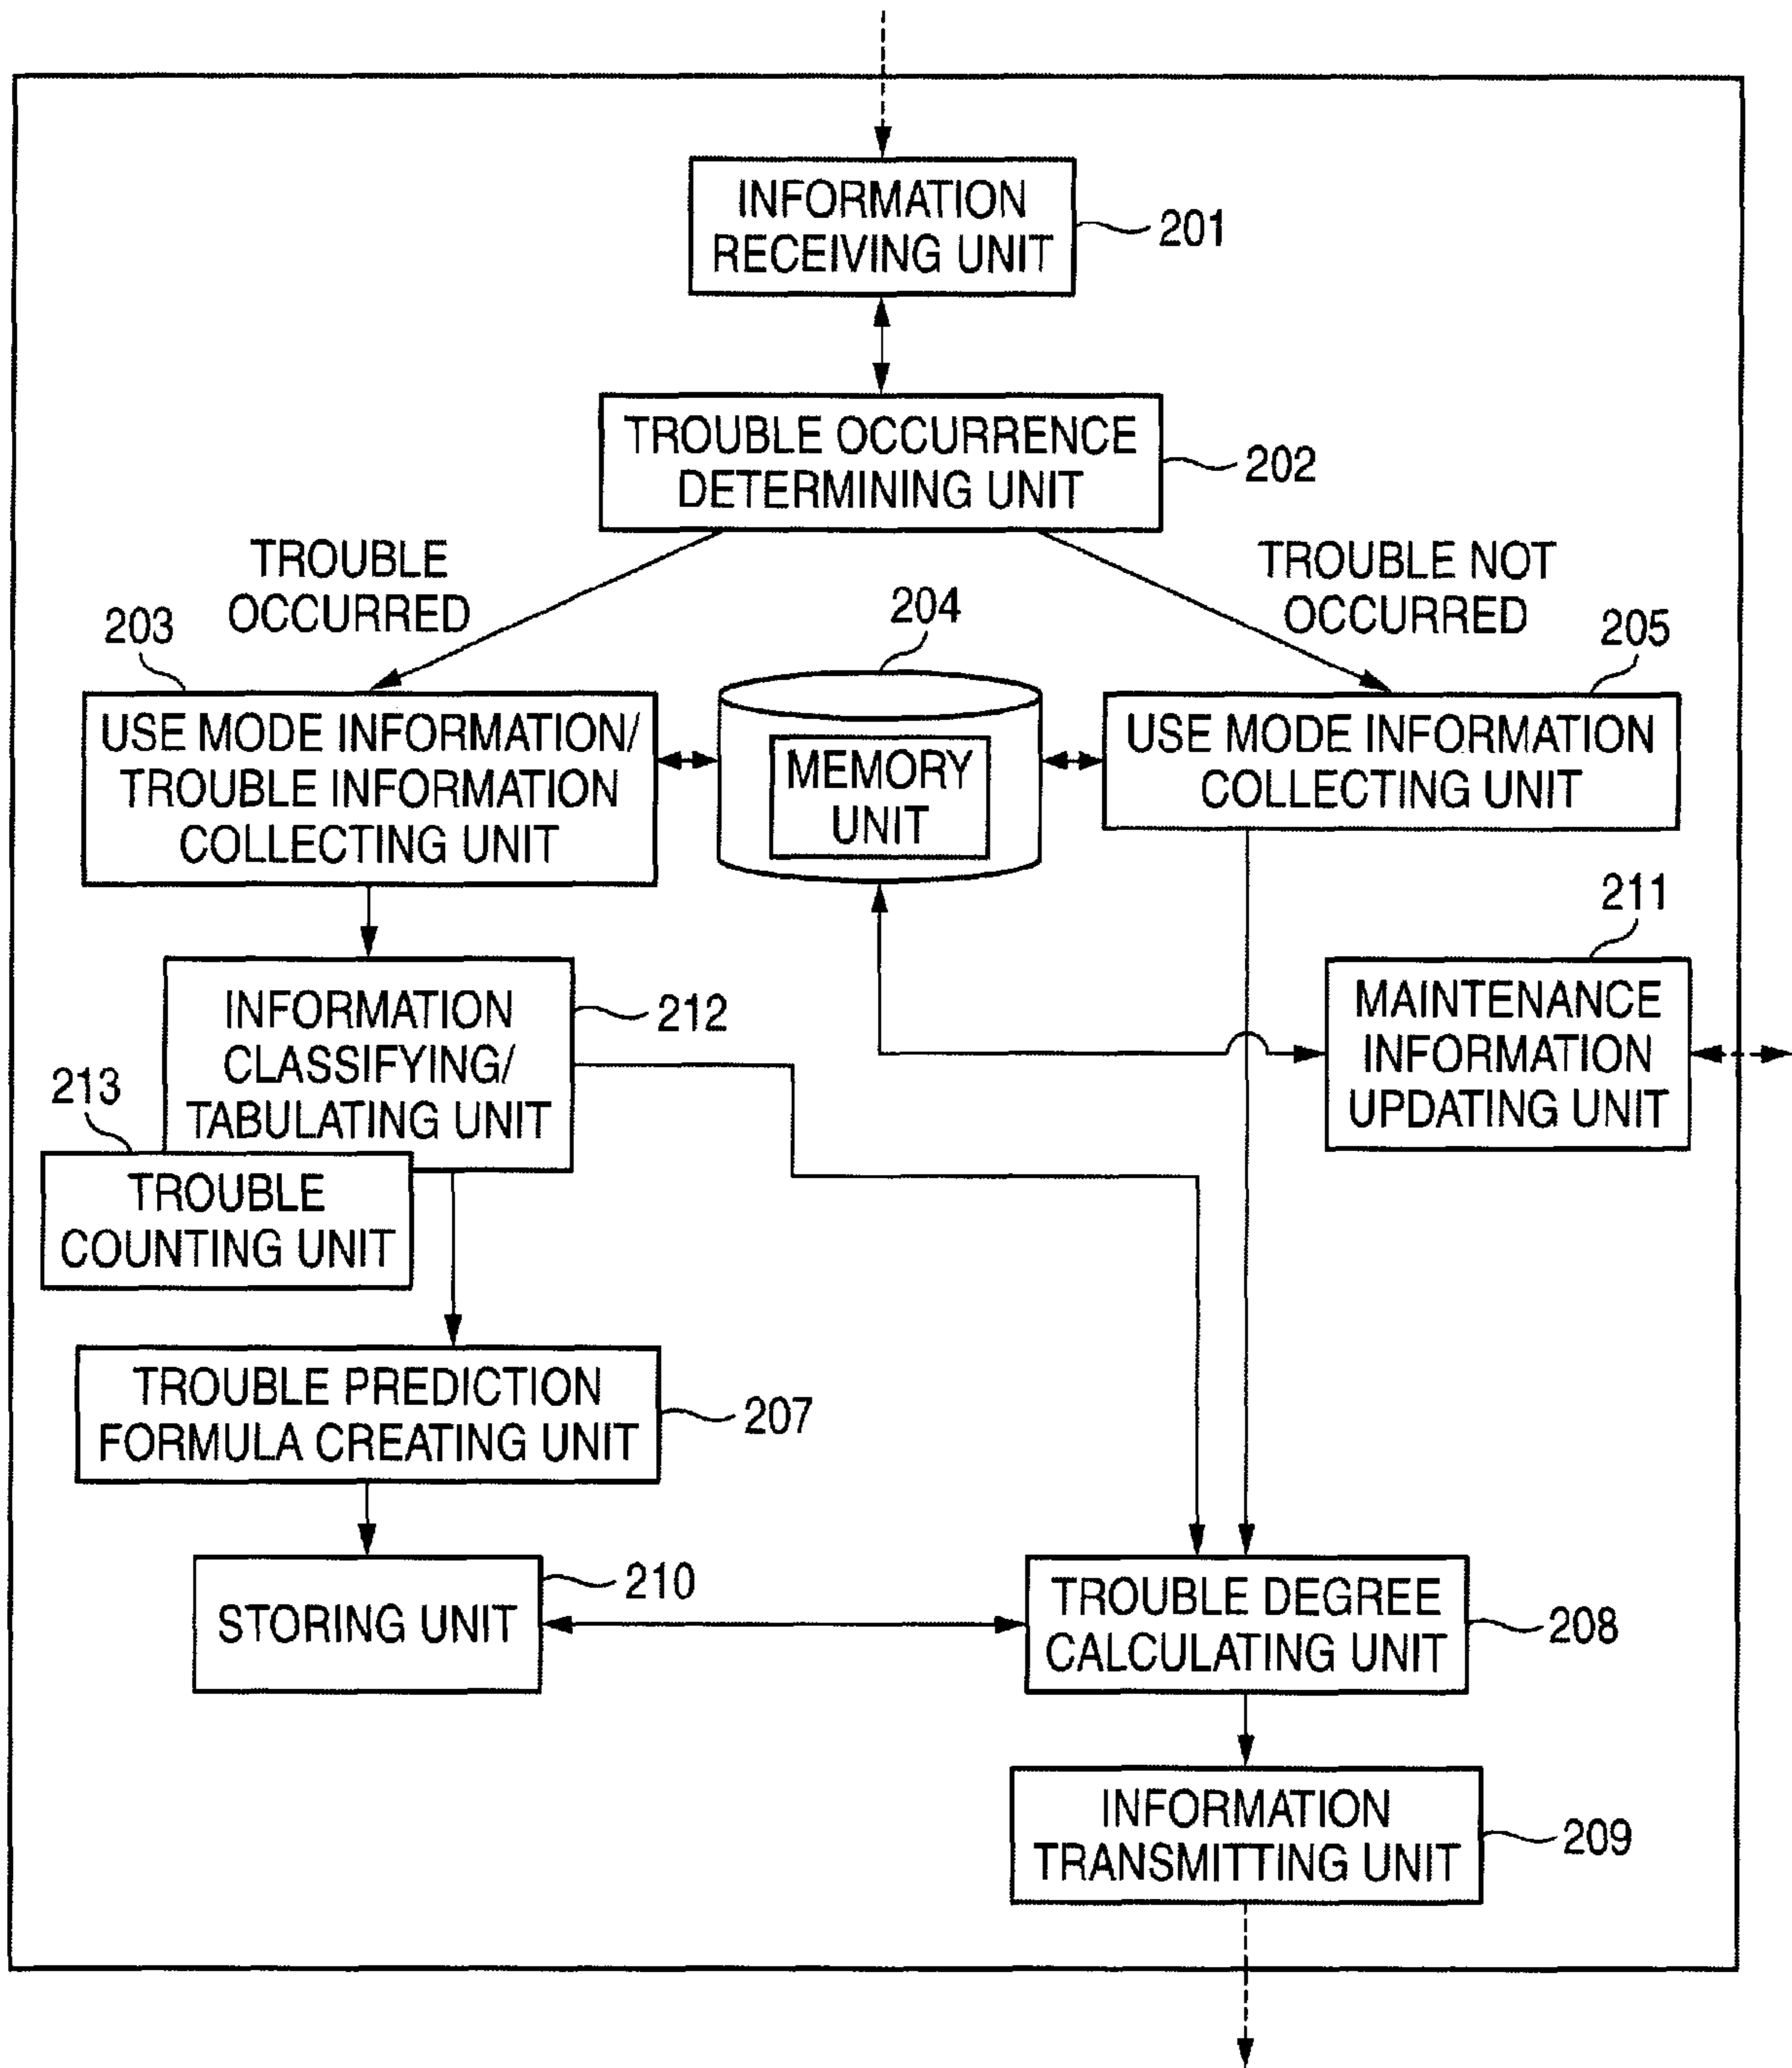 INFORMATION
RECEIVING UNIT
201
TROUBLE OCCURRENCE
DETERMINING UNIT
202
TROUBLE
OCCURRED
TROUBLE NOT
OCCURRED
203
204
205
USE MODE INFORMATION/
TROUBLE INFORMATION
COLLECTING UNIT
MEMORY
UNIT
USE MODE INFORMATION
COLLECTING UNIT
211
INFORMATION
CLASSIFYING/
TABULATING UNIT
212
MAINTENANCE
INFORMATION
UPDATING UNIT
213
TROUBLE
COUNTING UNIT
TROUBLE PREDICTION
FORMULA CREATING UNIT
207
STORING UNIT
210
TROUBLE DEGREE
CALCULATING UNIT
208
INFORMATION
TRANSMITTING UNIT
209